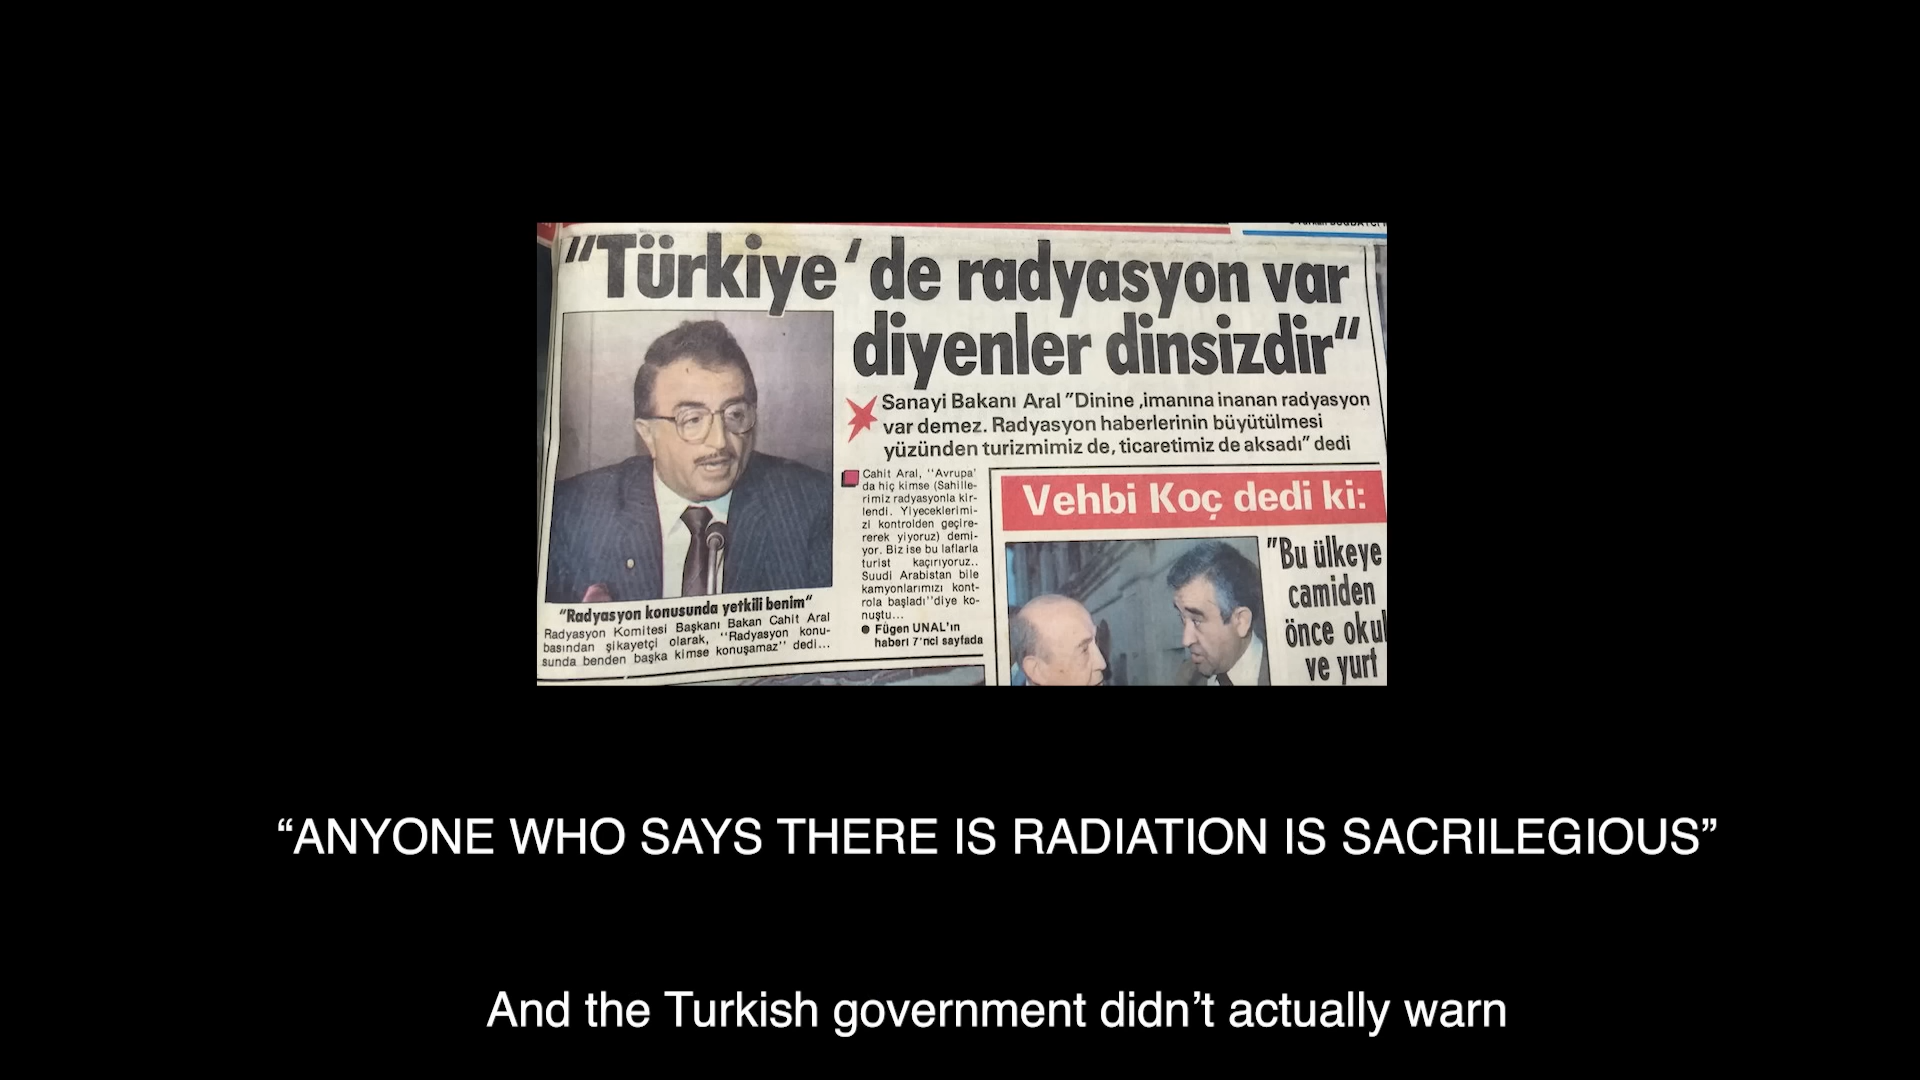 “Türkiye‘de radyasyon var
diyenler dinsizdir“
Sanayi Bakanı Aral ”Dinine ,imanına inanan radyasyon
var demez. Radyasyon haberlerinin büyütülmesi
yüzünden turizmimiz de, ticaretimiz de aksadı” dedi
Cahit Aral, ‘‘Avrupa’
da hiç kimse (Sahille-
rimiz radyasyonla kir-
lendi. Yiyeceklerimi-
zi kontrolden geçire-
rerek yiyoruz) demi-
yor. Biz ise bu laflarla
turist kaçırıyoruz..
Suudi Arabistan bile
kamyonlarımızı kont-
rola başladı’’diye ko-
nuştu...
Fügen UNAL’ın
haberi 7’nci sayfada
“Radyasyon konusunda yetkili benim“
Radyasyon Komitesi Başkanı Bakan Cahit Aral
basından şikayetçi olarak, ‘‘Radyasyon konu-
sunda benden başka kimse konuşamaz’’ dedi...
Vehbi Koç dedi ki:
”Bu ülkeye
camiden
önce okul
ve yurt
“ANYONE WHO SAYS THERE IS RADIATION IS SACRILEGIOUS”
And the Turkish government didn’t actually warn